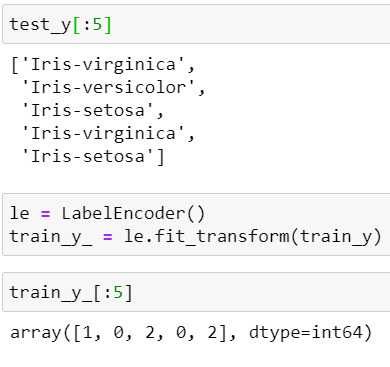 test_y[:5]
['Iris-virginica',
 'Iris-versicolor',
 'Iris-setosa',
 'Iris-virginica',
 'Iris-setosa']
le = LabelEncoder()
train_y_ = le.fit_transform(train_y)
train_y_[:5]
array([1, 0, 2, 0, 2], dtype=int64)